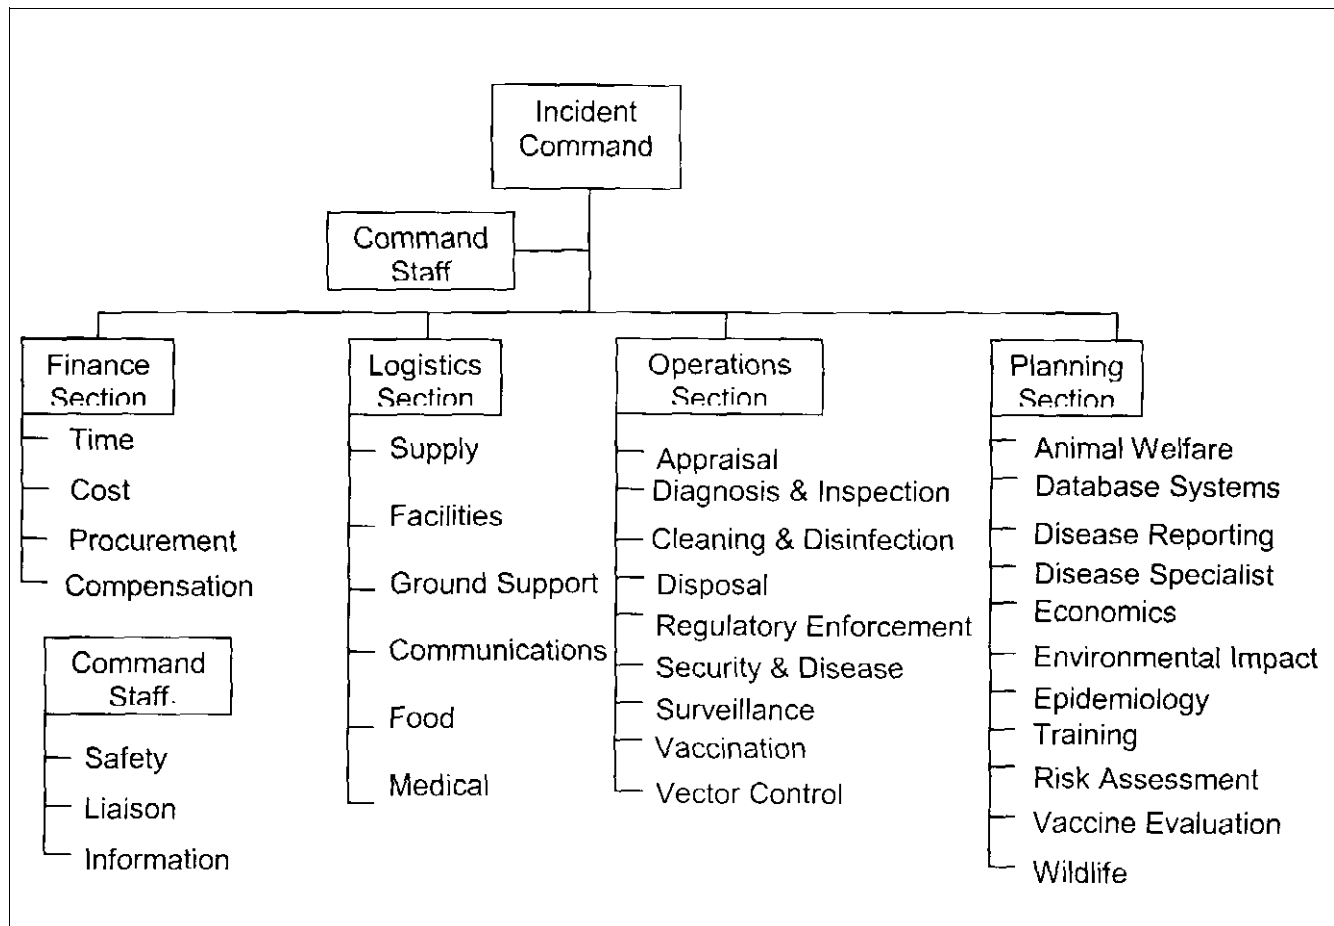 Incident
Command
Command
Staff
Finance
Section
Time
Cost
Procurement
Compensation
Command
Staff.
Safety
Liaison
Information
Logistics
Section
Supply
Facilities
Ground Support
Communications
Food
Medical
Operations
Section
Appraisal
Diagnosis & Inspection
Cleaning & Disinfection
Disposal
Regulatory Enforcement
Security & Disease
Surveillance
Vaccination
Vector Control
Planning
Section
Animal Welfare
Database Systems
Disease Reporting
Disease Specialist
Economics
Environmental Impact
Epidemiology
Training
Risk Assessment
Vaccine Evaluation
Wildlife